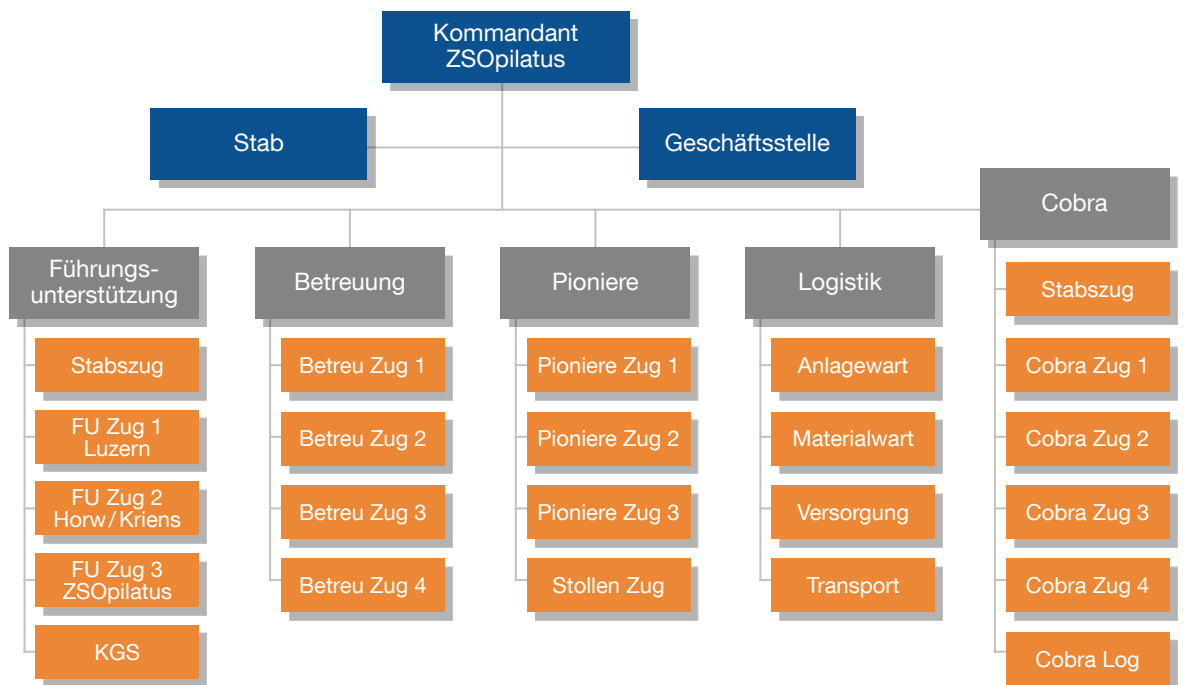 Kommandant
ZSOpilatus
Stab
Geschäftsstelle
Cobra
Führungs-
unterstützung
Betreuung
Pioniere
Logistik
Stabszug
FU Zug 1
Luzern
FU Zug 2
Horw/Kriens
FU Zug 3
ZSOpilatus
KGS
Betreu Zug 1
Betreu Zug 2
Betreu Zug 3
Betreu Zug 4
Pioniere Zug 1
Pioniere Zug 2
Pioniere Zug 3
Stollen Zug
Anlagewart
Materialwart
Versorgung
Transport
Stabszug
Cobra Zug 1
Cobra Zug 2
Cobra Zug 3
Cobra Zug 4
Cobra Log